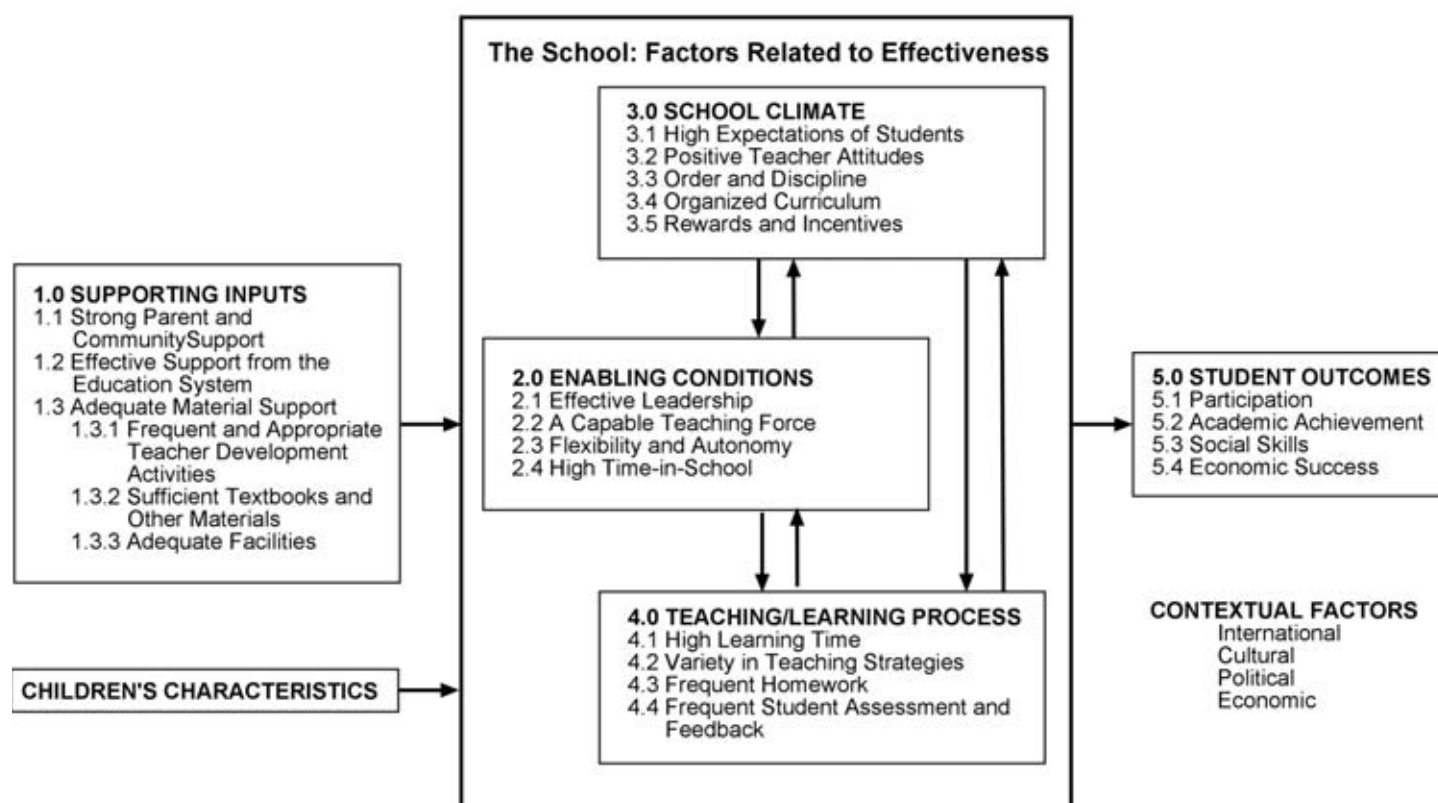 The School: Factors Related to Effectiveness
3.0 SCHOOL CLIMATE
3.1 High Expectations of Students
3.2 Positive Teacher Attitudes
3.3 Order and Discipline
3.4 Organized Curriculum
3.5 Rewards and Incentives
1.0 SUPPORTING INPUTS
1.1 Strong Parent and
CommunitySupport
1.2 Effective Support from the
Education System
1.3 Adequate Material Support
1.3.1 Frequent and Appropriate
Teacher Development
Activities
1.3.2 Sufficient Textbooks and
Other Materials
1.3.3 Adequate Facilities
2.0 ENABLING CONDITIONS
2.1 Effective Leadership
2.2 A Capable Teaching Force
2.3 Flexibility and Autonomy
2.4 High Time-in-School
5.0 STUDENT OUTCOMES
5.1 Participation
5.2 Academic Achievement
5.3 Social Skills
5.4 Economic Success
CHILDREN'S CHARACTERISTICS
4.0 TEACHING/LEARNING PROCESS
4.1 High Learning Time
4.2 Variety in Teaching Strategies
4.3 Frequent Homework
4.4 Frequent Student Assessment and
Feedback
CONTEXTUAL FACTORS
International
Cultural
Political
Economic